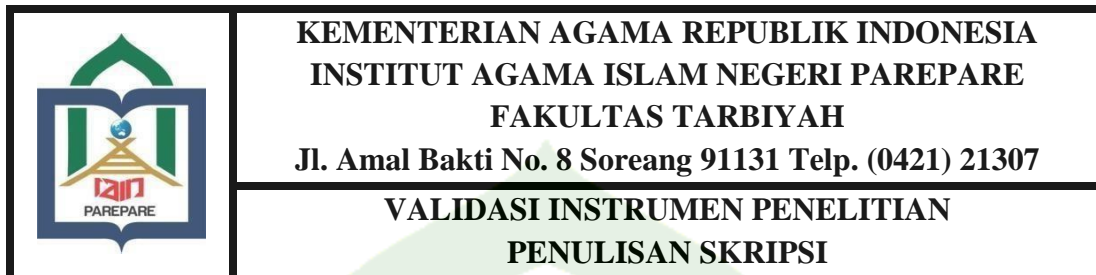 KEMENTERIAN AGAMA REPUBLIK INDONESIA
INSTITUT AGAMA ISLAM NEGERI PAREPARE
FAKULTAS TARBIYAH
Jl. Amal Bakti No. 8 Soreang 91131 Telp. (0421) 21307
VALIDASI INSTRUMEN PENELITIAN
PENULISAN SKRIPSI
iain
PAREPARE